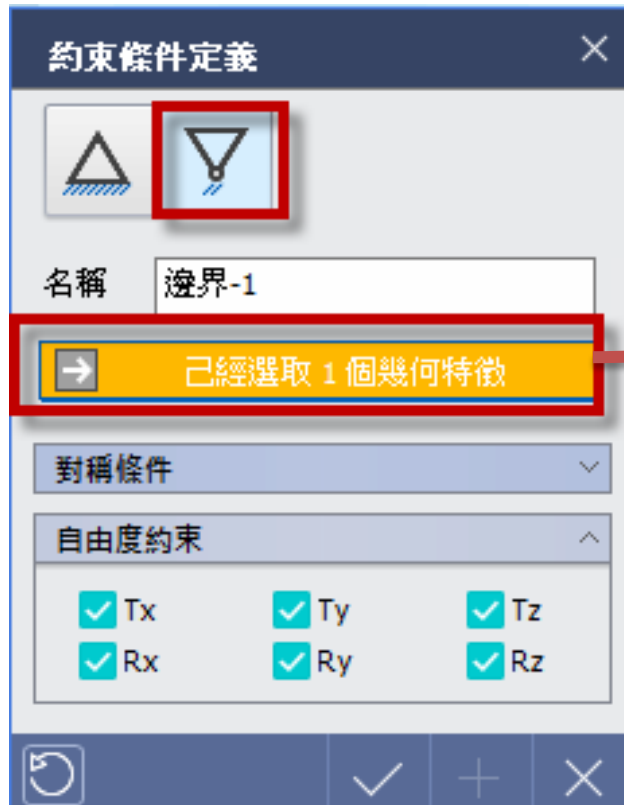 約束條件定義
名稱 邊界-1
已經選取 1 個幾何特徵
對稱條件
自由度約束
Tx Ty Tz
Rx Ry Rz